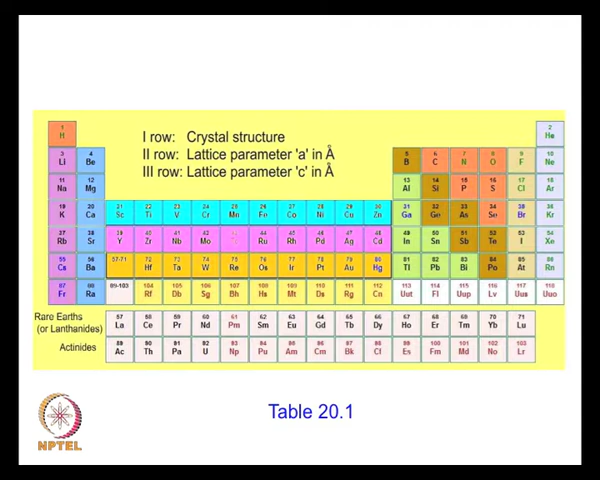 1 2
H He
I row: Crystal structure
II row: Lattice parameter 'a' in Å
III row: Lattice parameter 'c' in Å
3 4 5 6 7 8 9 10
Li Be B C N O F Ne
11 12 13 14 15 16 17 18
Na Mg Al Si P S Cl Ar
19 20 21 22 23 24 25 26 27 28 29 30 31 32 33 34 35 36
K Ca Sc Ti V Cr Mn Fe Co Ni Cu Zn Ga Ge As Se Br Kr
37 38 39 40 41 42 44 45 46 47 48 49 50 51 52 53 54
Rb Sr Y Zr Nb Mo Ru Rh Pd Ag Cd In Sn Sb Te I Xe
55 56 57-71 72 73 74 75 76 77 78 79 80 81 82 83 84 85 86
Cs Ba Hf Ta W Re Os Ir Pt Au Hg Tl Pb Bi Po At Rn
87 88 89-103 104 105 106 107 108 109 110 111 112 113 114 115 116 117 118
Fr Ra Rf Db Sg Bh Hs Mt Ds Rg Cn Uut Fl Uup Lv Uus Uuo
Rare Earths
(or Lanthanides)
57 58 59 60 61 62 63 64 65 66 67 68 69 70 71
La Ce Pr Nd Pm Sm Eu Gd Tb Dy Ho Er Tm Yb Lu
Actinides
89 90 91 92 93 94 95 96 97 98 99 100 101 102 103
Ac Th Pa U Np Pu Am Cm Bk Es Fm Md No Lr
Table 20.1
NPTEL